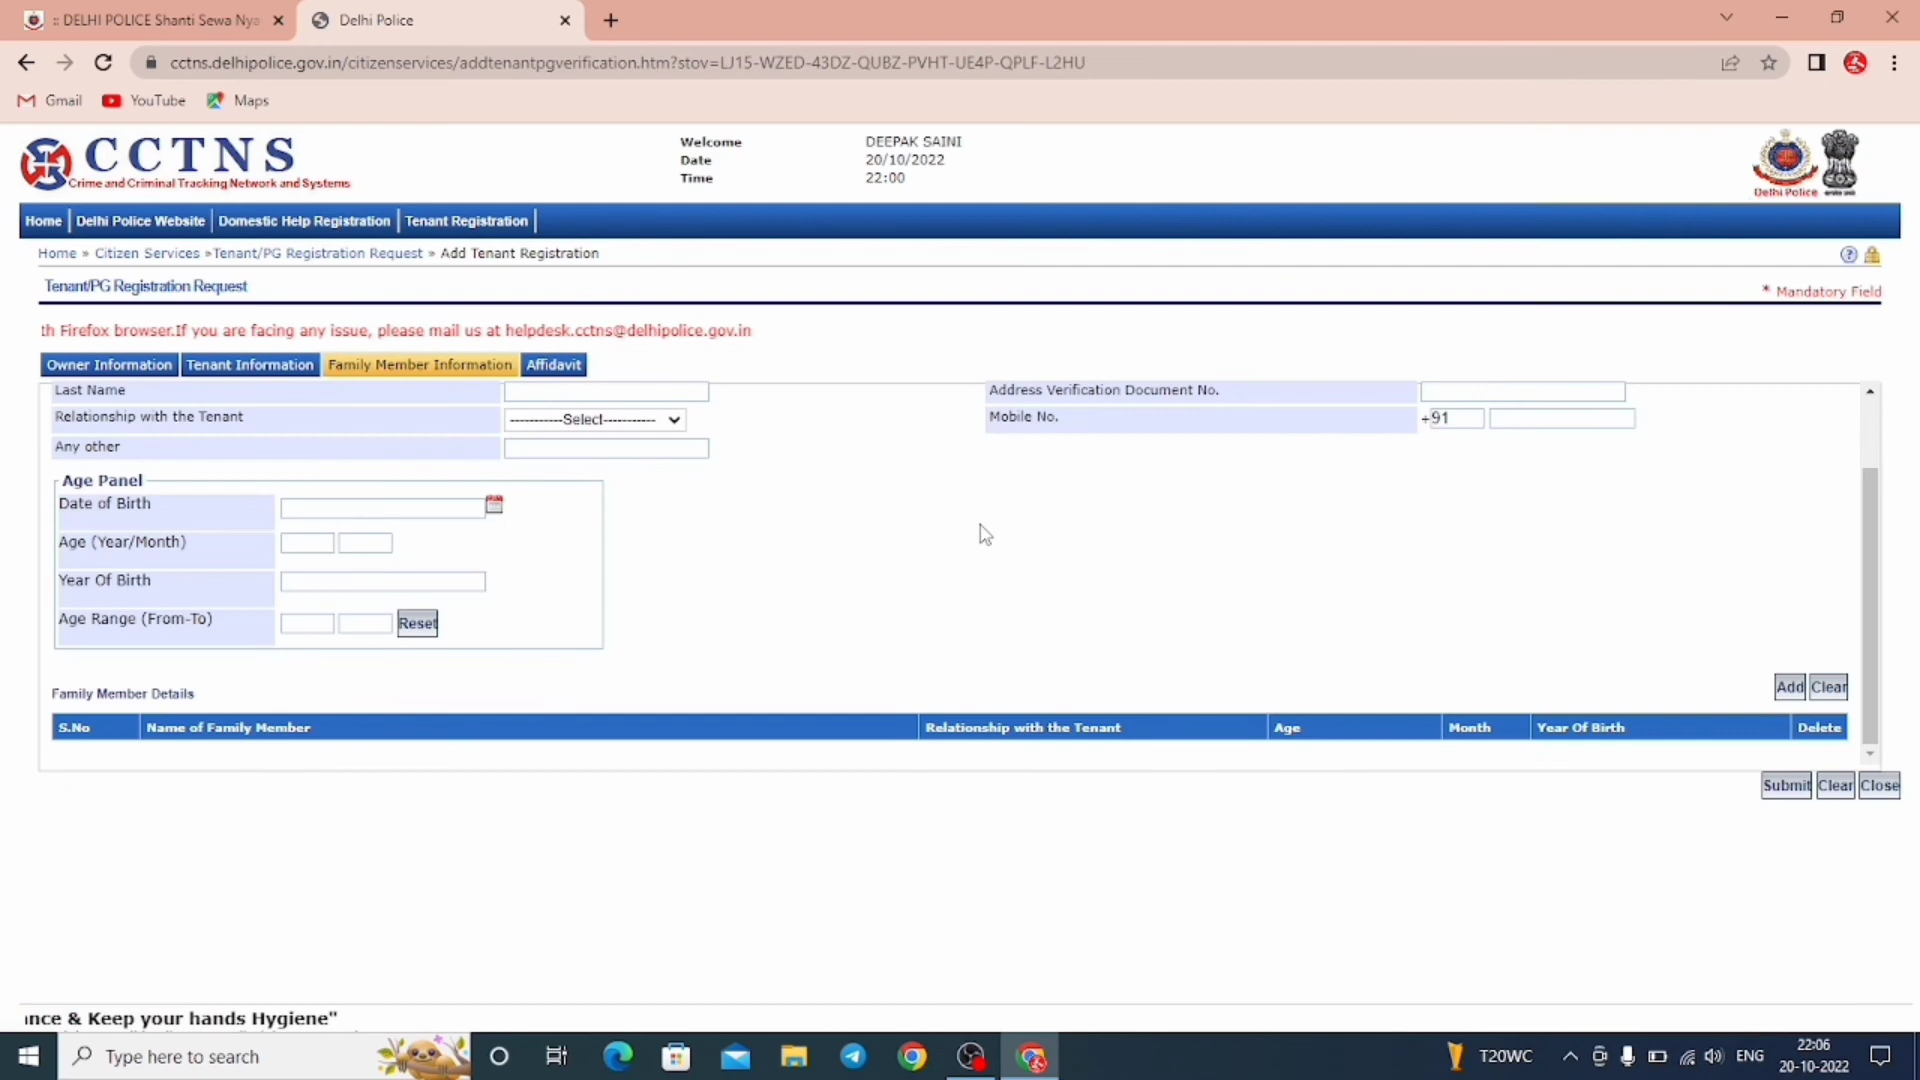 :: DELHI POLICE Shanti Sewa Nya
Delhi Police
cctns.delhipolice.gov.in/citizenservices/addtenantpgverification.htm?stov=LJ15-WZED-43DZ-QUBZ-PVHT-UE4P-QPLF-L2HU
Gmail YouTube Maps
CCTNS
Crime and Criminal Tracking Network and Systems
Welcome DEEPAK SAINI
Date 20/10/2022
Time 22:00
Delhi Police
Home Delhi Police Website Domestic Help Registration Tenant Registration
Home » Citizen Services »Tenant/PG Registration Request » Add Tenant Registration
Tenant/PG Registration Request
* Mandatory Field
th Firefox browser.If you are facing any issue, please mail us at helpdesk.cctns@delhipolice.gov.in
Owner Information Tenant Information Family Member Information Affidavit
Last Name Address Verification Document No.
Relationship with the Tenant -----------Select----------- Mobile No. +91
Any other
Age Panel
Date of Birth
Age (Year/Month)
Year Of Birth
Age Range (From-To) Reset
Add Clear
Family Member Details
S.No Name of Family Member Relationship with the Tenant Age Month Year Of Birth Delete
Submit Clear Close
ance & Keep your hands Hygiene"
Type here to search
T20WC
ENG
22:06
20-10-2022